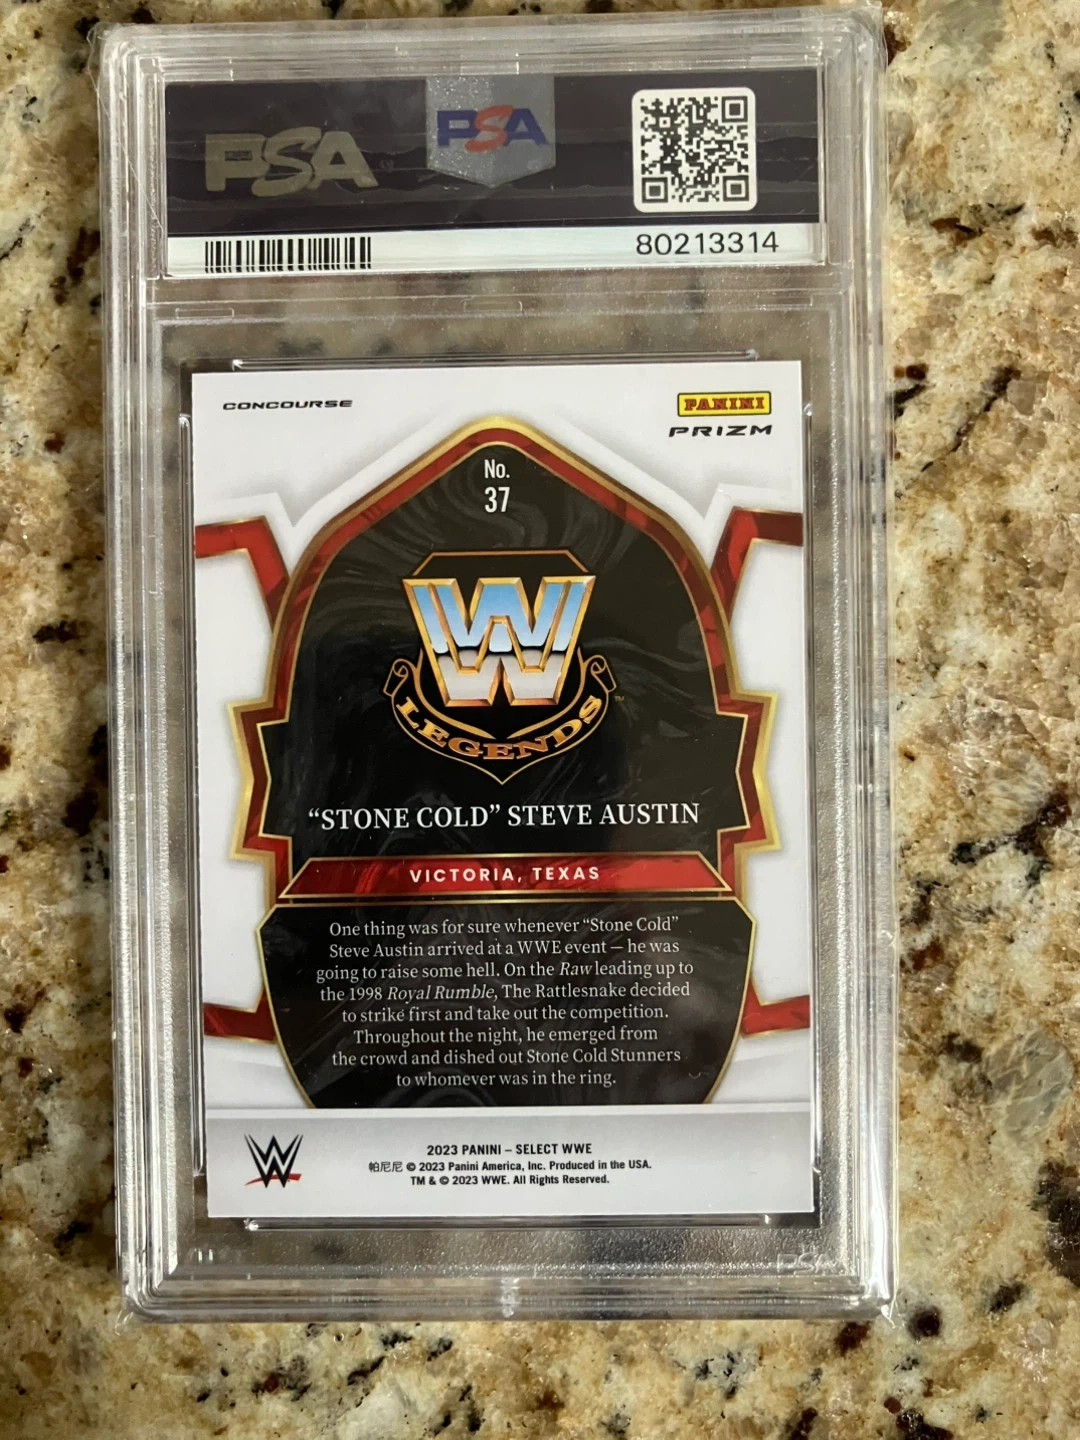 PSA
PSA
80213314
CONCOURSE
PANINI
PRIZM
No.
37
W
LEGENDS™
“STONE COLD” STEVE AUSTIN
VICTORIA, TEXAS
One thing was for sure whenever “Stone Cold”
Steve Austin arrived at a WWE event – he was
going to raise some hell. On the Raw leading up to
the 1998 Royal Rumble, The Rattlesnake decided
to strike first and take out the competition.
Throughout the night, he emerged from
the crowd and dished out Stone Cold Stunners
to whomever was in the ring.
W
2023 PANINI – SELECT WWE
帕尼尼 © 2023 Panini America, Inc. Produced in the USA.
TM & © 2023 WWE. All Rights Reserved.
PSA